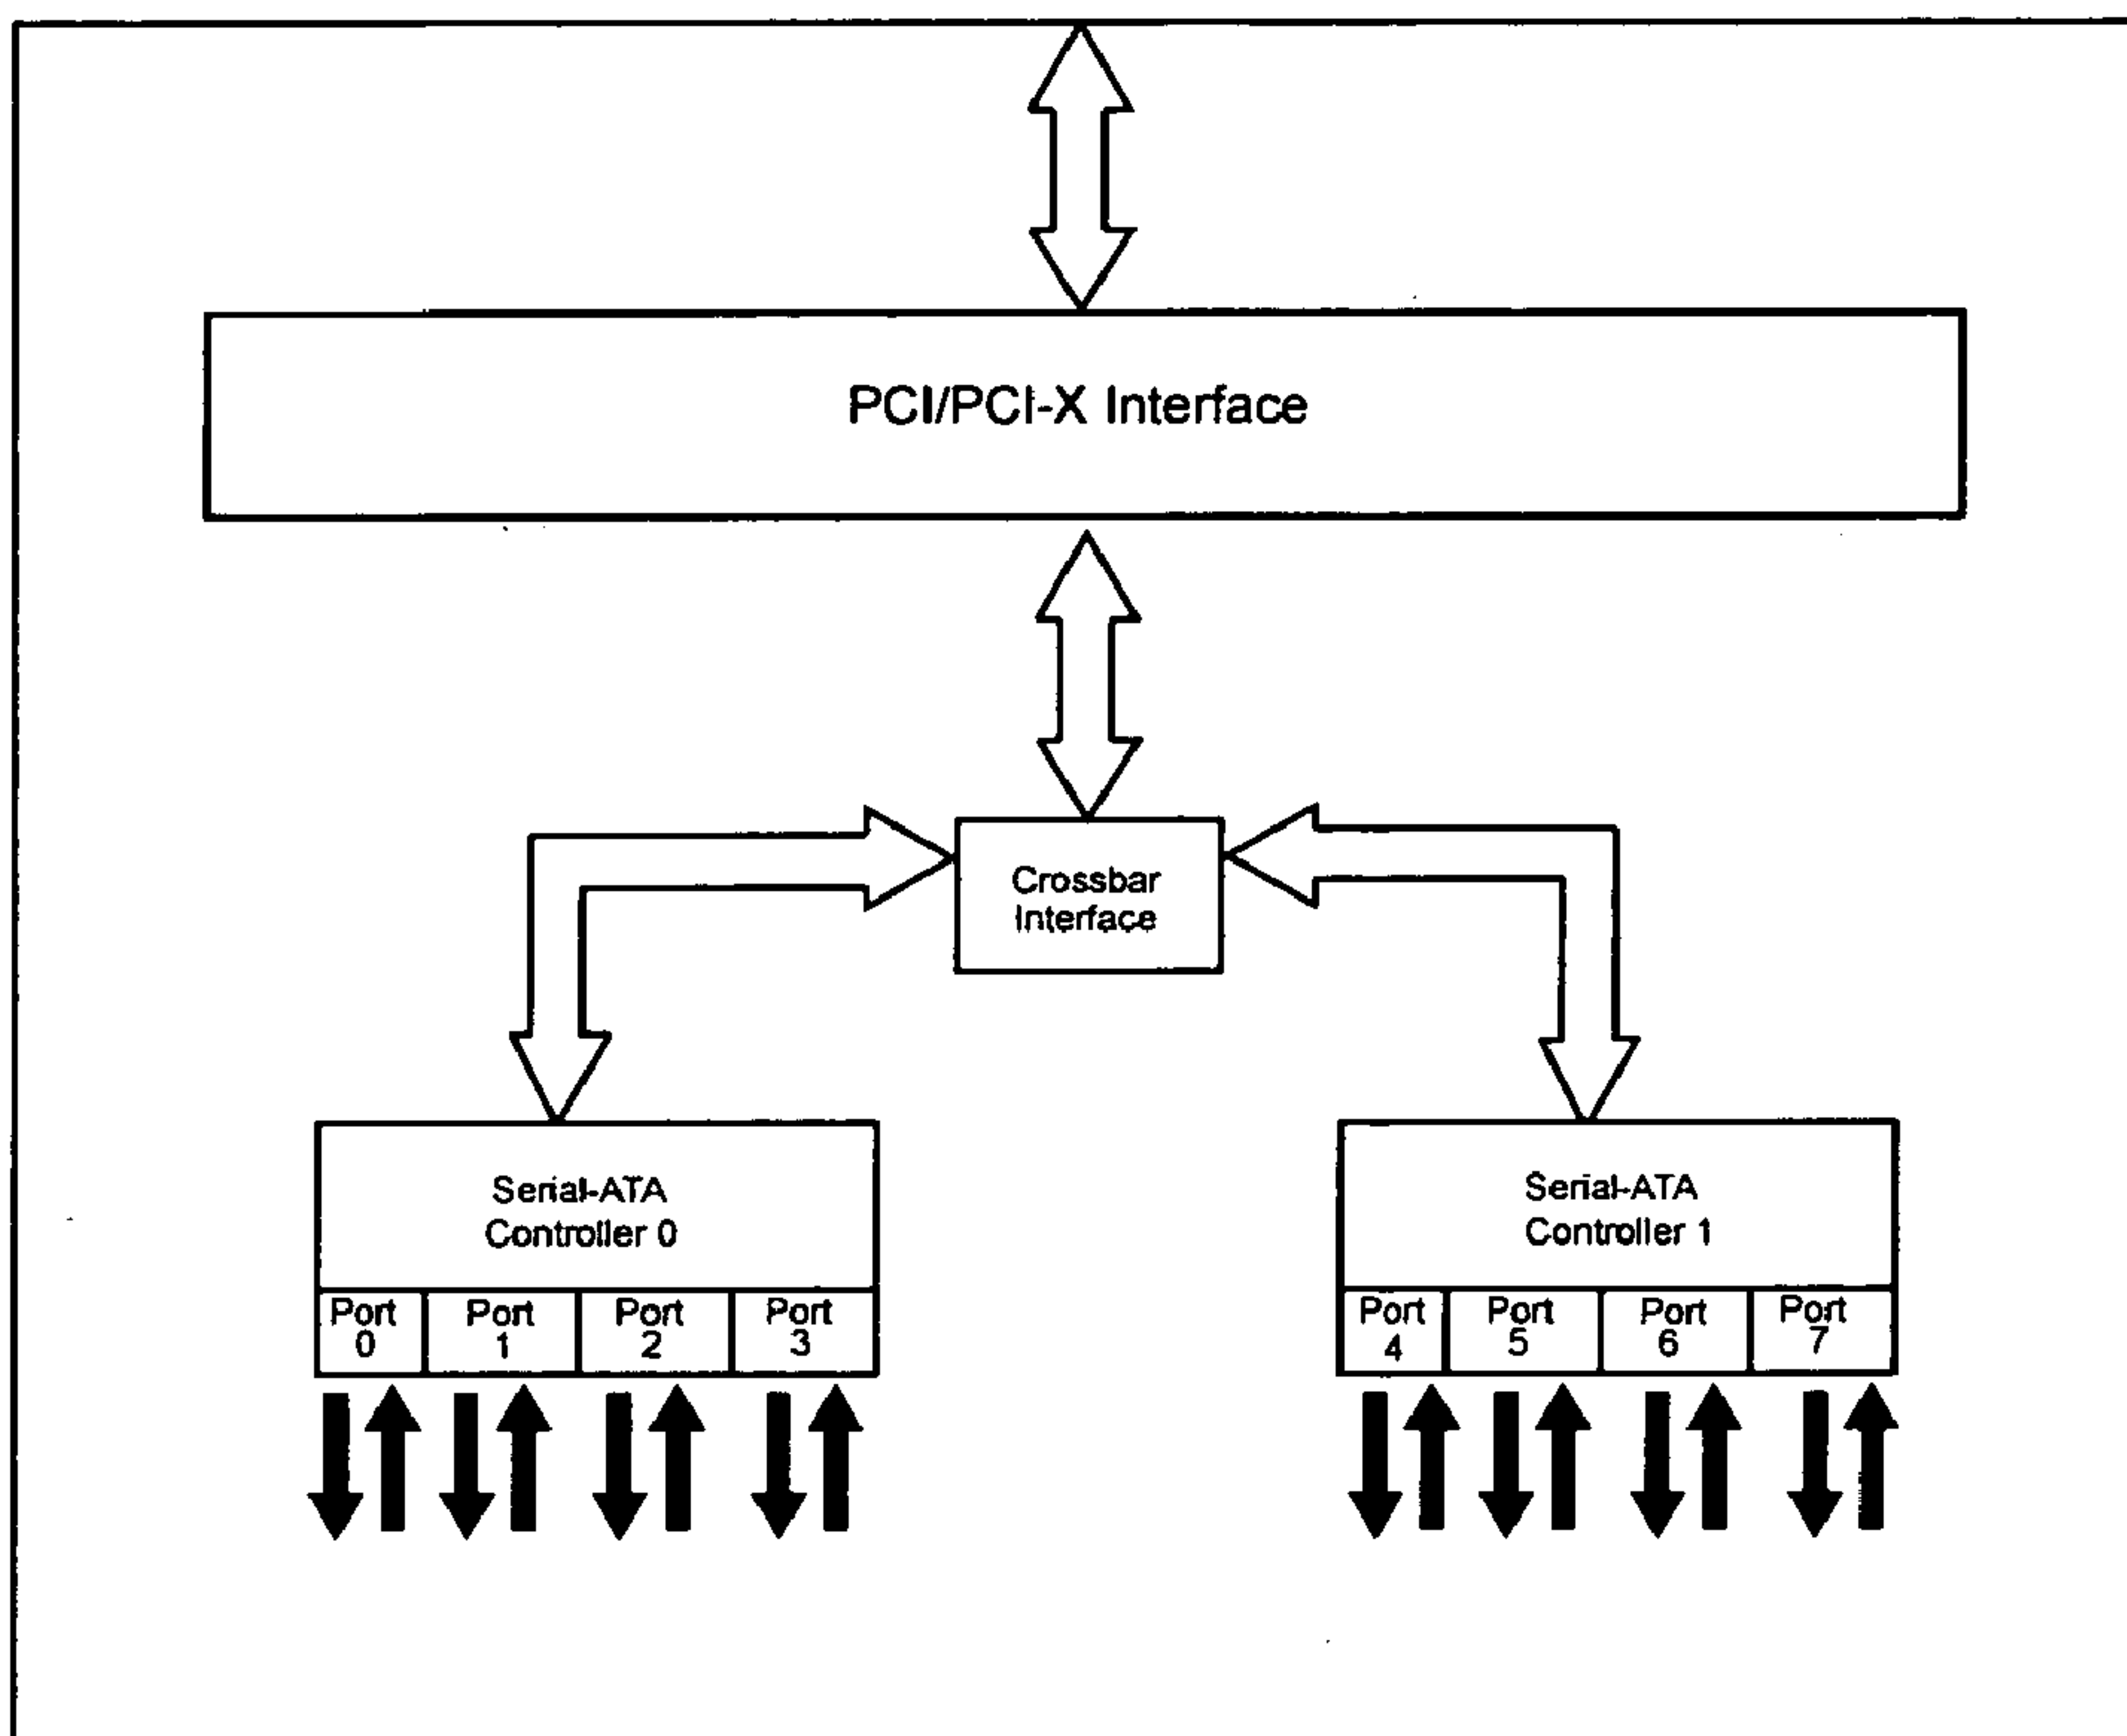 PCI/PCI-X Interface
Crossbar
Interface
Serial-ATA
Controller 0
Serial-ATA
Controller 1
Port
0
Port
1
Port
2
Port
3
Port
4
Port
5
Port
6
Port
7